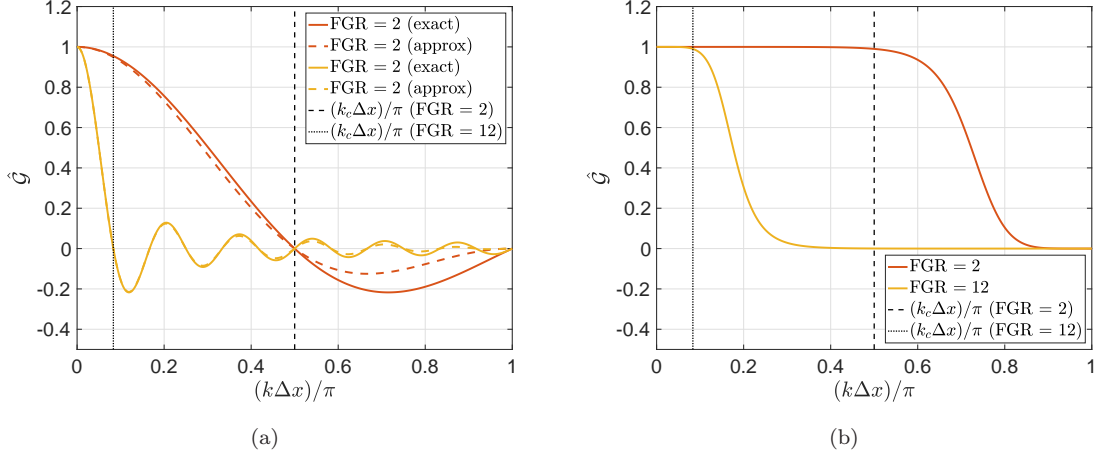 1.2
1
0.8
0.6
0.4
0.2
0
-0.2
-0.4
0 0.2 0.4 0.6 0.8 1
Ĝ
(kΔx)/π
FGR = 2 (exact)
FGR = 2 (approx)
FGR = 2 (exact)
FGR = 2 (approx)
(k_cΔx)/π (FGR = 2)
(k_cΔx)/π (FGR = 12)
(a)
1.2
1
0.8
0.6
0.4
0.2
0
-0.2
-0.4
0 0.2 0.4 0.6 0.8 1
Ĝ
(kΔx)/π
FGR = 2
FGR = 12
(k_cΔx)/π (FGR = 2)
(k_cΔx)/π (FGR = 12)
(b)